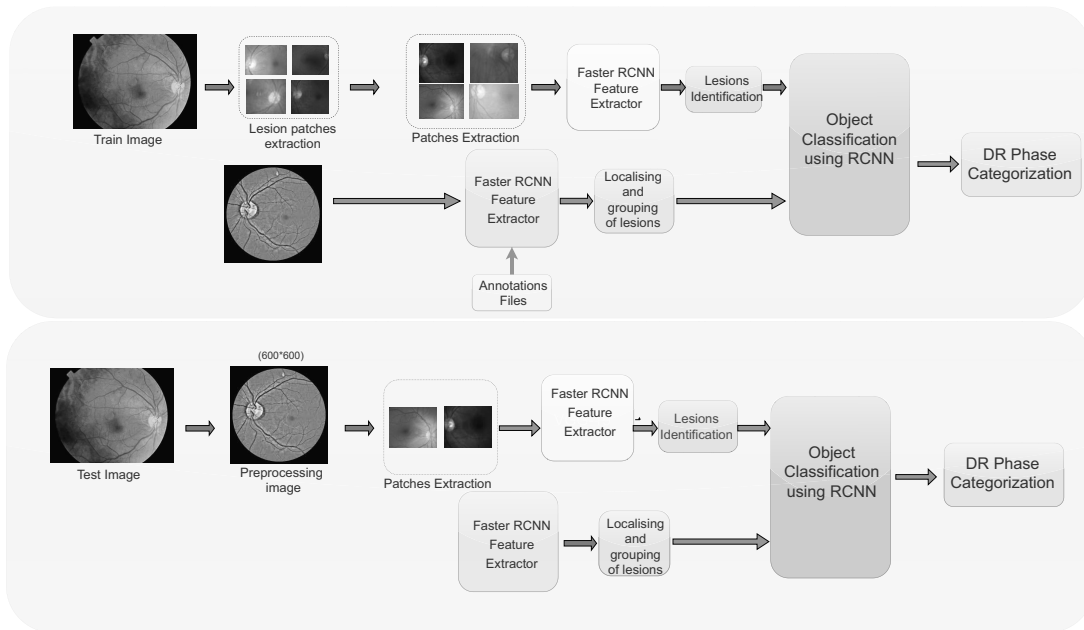 Train Image
Lesion patches
extraction
Patches Extraction
Faster RCNN
Feature
Extractor
Lesions
Identification
Object
Classification
using RCNN
DR Phase
Categorization
Faster RCNN
Feature
Extractor
Localising
and
grouping
of lesions
Annotations
Files
(600*600)
Test Image
Preprocessing
image
Patches Extraction
Faster RCNN
Feature
Extractor
Lesions
Identification
Object
Classification
using RCNN
DR Phase
Categorization
Faster RCNN
Feature
Extractor
Localising
and
grouping
of lesions